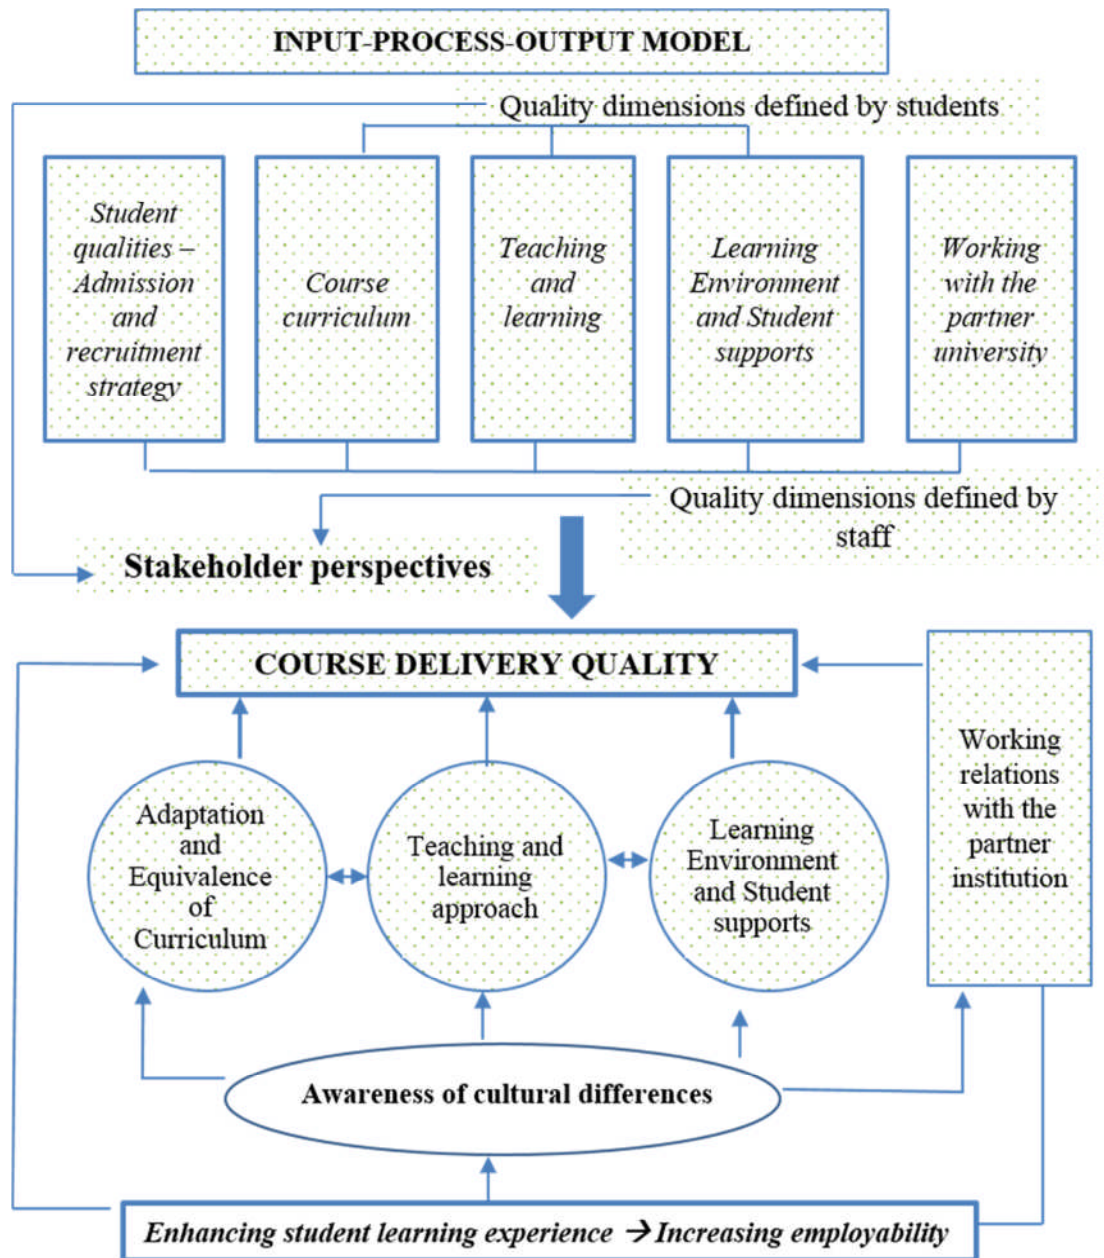 INPUT-PROCESS-OUTPUT MODEL
Quality dimensions defined by students
Student
qualities –
Admission
and
recruitment
strategy
Course
curriculum
Teaching
and
learning
Learning
Environment
and Student
supports
Working
with the
partner
university
Quality dimensions defined by
staff
Stakeholder perspectives
COURSE DELIVERY QUALITY
Adaptation
and
Equivalence
of
Curriculum
Teaching and
learning
approach
Learning
Environment
and Student
supports
Working
relations
with the
partner
institution
Awareness of cultural differences
Enhancing student learning experience → Increasing employability